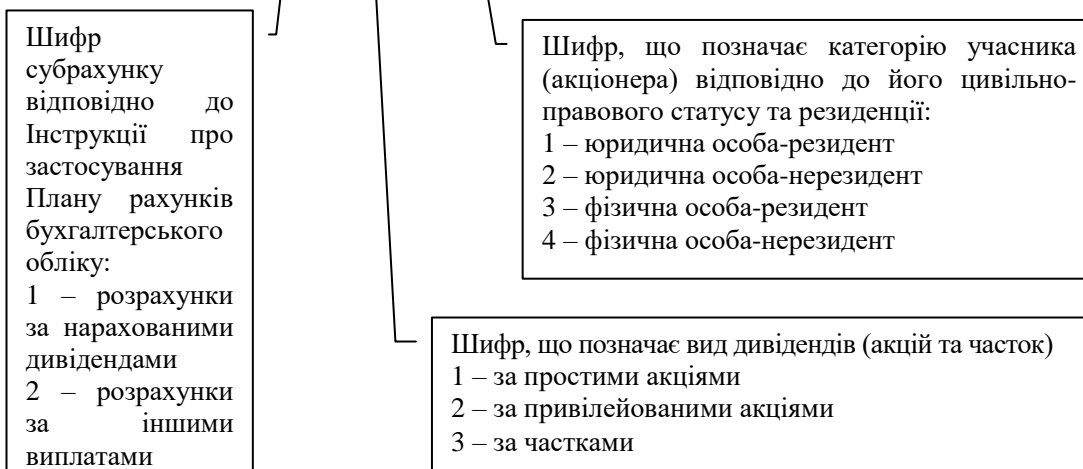 Шифр
субрахунку
відповідно до
Інструкції про
застосування
Плану рахунків
бухгалтерського
обліку:
1 – розрахунки
за нарахованими
дивідендами
2 – розрахунки
за іншими
виплатами
Шифр, що позначає категорію учасника
(акціонера) відповідно до його цивільно-
правового статусу та резиденції:
1 – юридична особа-резидент
2 – юридична особа-нерезидент
3 – фізична особа-резидент
4 – фізична особа-нерезидент
Шифр, що позначає вид дивідендів (акцій та часток)
1 – за простими акціями
2 – за привілейованими акціями
3 – за частками